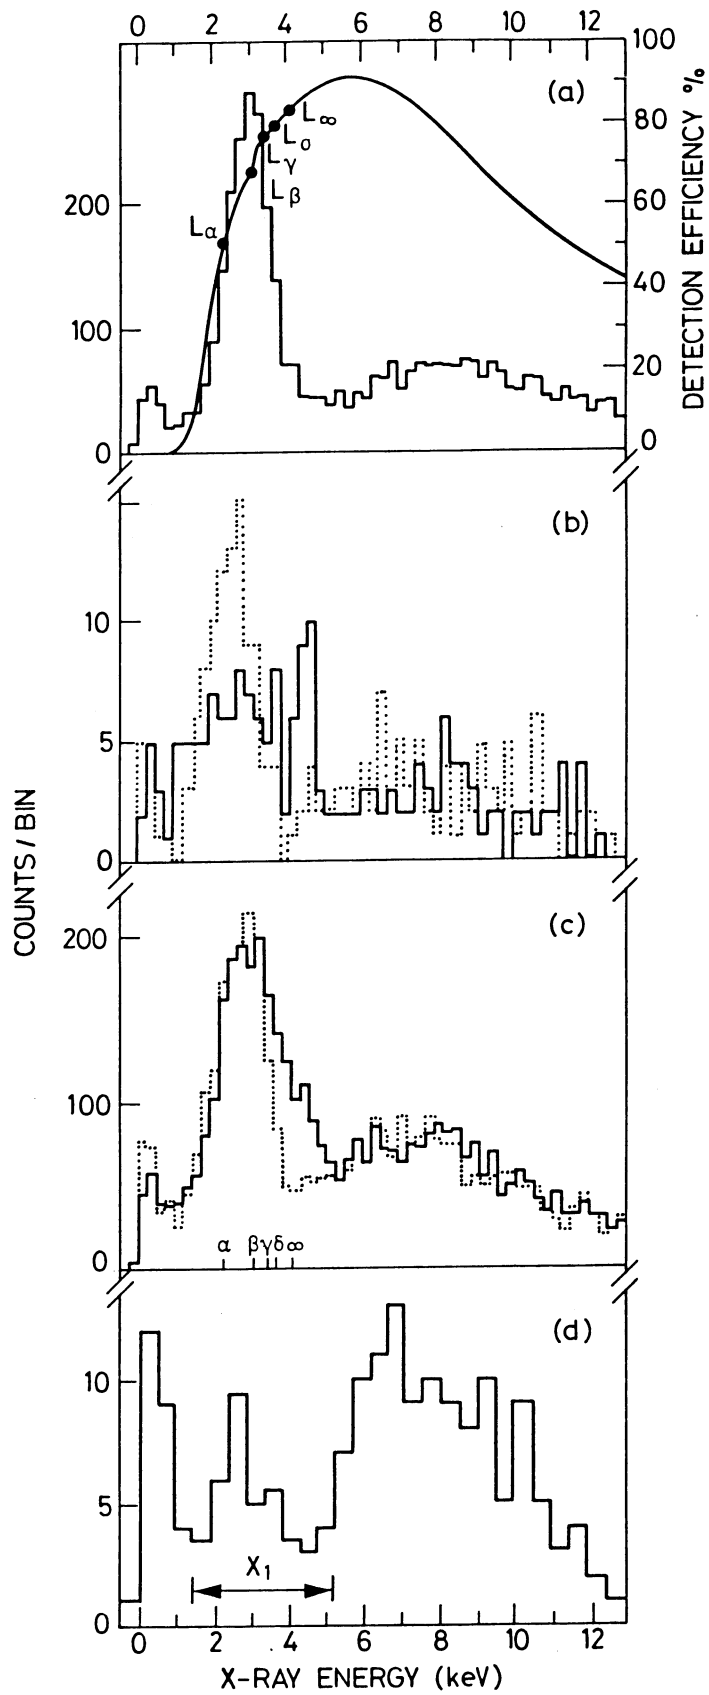 0 2 4 6 8 10 12
100
(a)
L∞
Lσ
Lγ
Lβ
Lα
80
60
40
20
0
DETECTION EFFICIENCY %
200
100
0
(b)
10
5
0
COUNTS/BIN
(c)
200
100
0
α βγδ∞
(d)
10
5
0
X1
0 2 4 6 8 10 12
X-RAY ENERGY (keV)